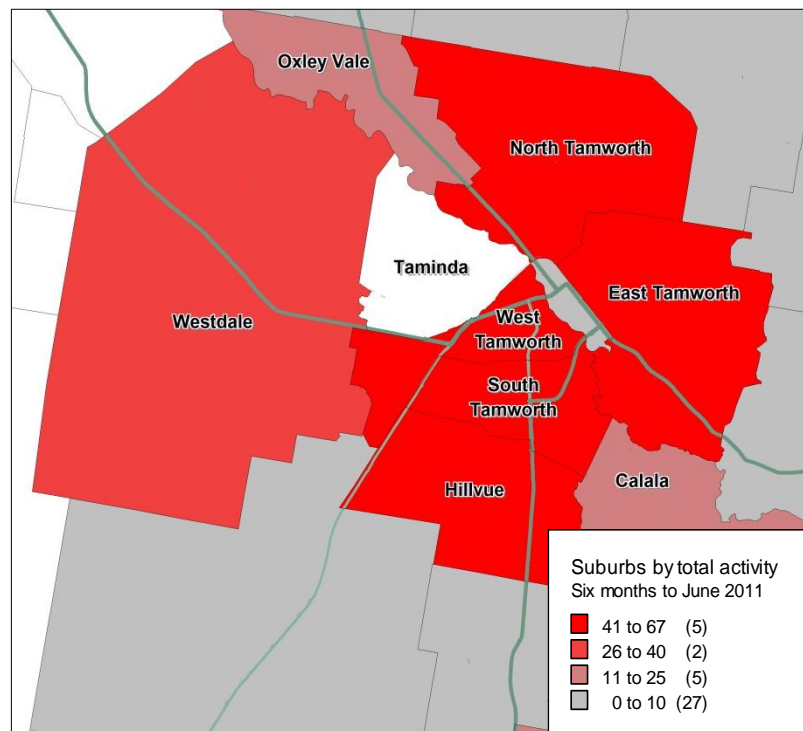 Oxley Vale
North Tamworth
Taminda
East Tamworth
Westdale
West
Tamworth
South
Tamworth
Hillvue
Calala
Suburbs by total activity
Six months to June 2011
41 to 67 (5)
26 to 40 (2)
11 to 25 (5)
0 to 10 (27)